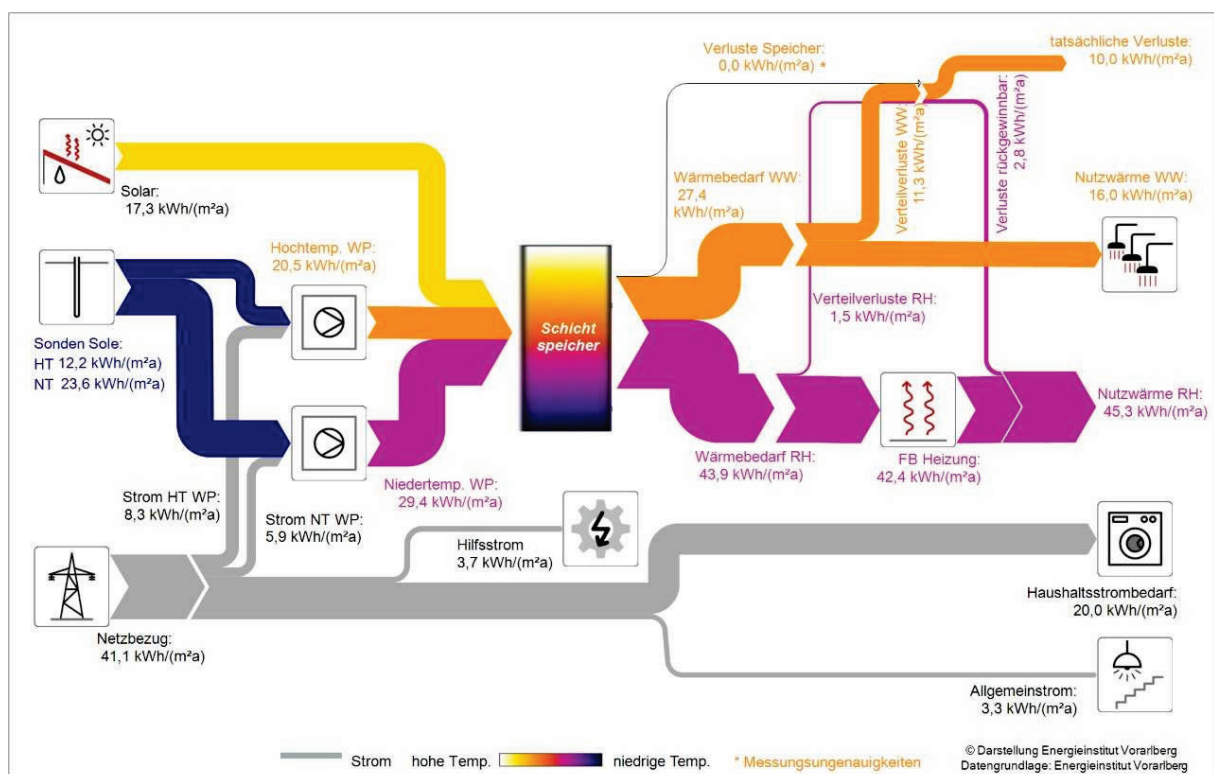 Verluste Speicher:
0,0 kWh/(m²a) *
tatsächliche Verluste:
10,0 kWh/(m²a)
Solar:
17,3 kWh/(m²a)
Wärmebedarf WW:
27,4
kWh/(m²a)
Verteilverluste WW:
11,3 kWh/(m²a)
Verluste rückgewinnbar:
2,8 kWh/(m²a)
Nutzwärme WW:
16,0 kWh/(m²a)
Hochtemp. WP:
20,5 kWh/(m²a)
Sonden Sole:
HT 12,2 kWh/(m²a)
NT 23,6 kWh/(m²a)
Schicht
speicher
Verteilverluste RH:
1,5 kWh/(m²a)
Nutzwärme RH:
45,3 kWh/(m²a)
Wärmebedarf RH:
43,9 kWh/(m²a)
FB Heizung:
42,4 kWh/(m²a)
Niedertemp. WP:
29,4 kWh/(m²a)
Strom HT WP:
8,3 kWh/(m²a)
Strom NT WP:
5,9 kWh/(m²a)
Hilfsstrom
3,7 kWh/(m²a)
Haushaltsstrombedarf:
20,0 kWh/(m²a)
Netzbezug:
41,1 kWh/(m²a)
Allgemeinstrom:
3,3 kWh/(m²a)
Strom hohe Temp. niedrige Temp. * Messungsungenauigkeiten
© Darstellung Energieinstitut Vorarlberg
Datengrundlage: Energieinstitut Vorarlberg